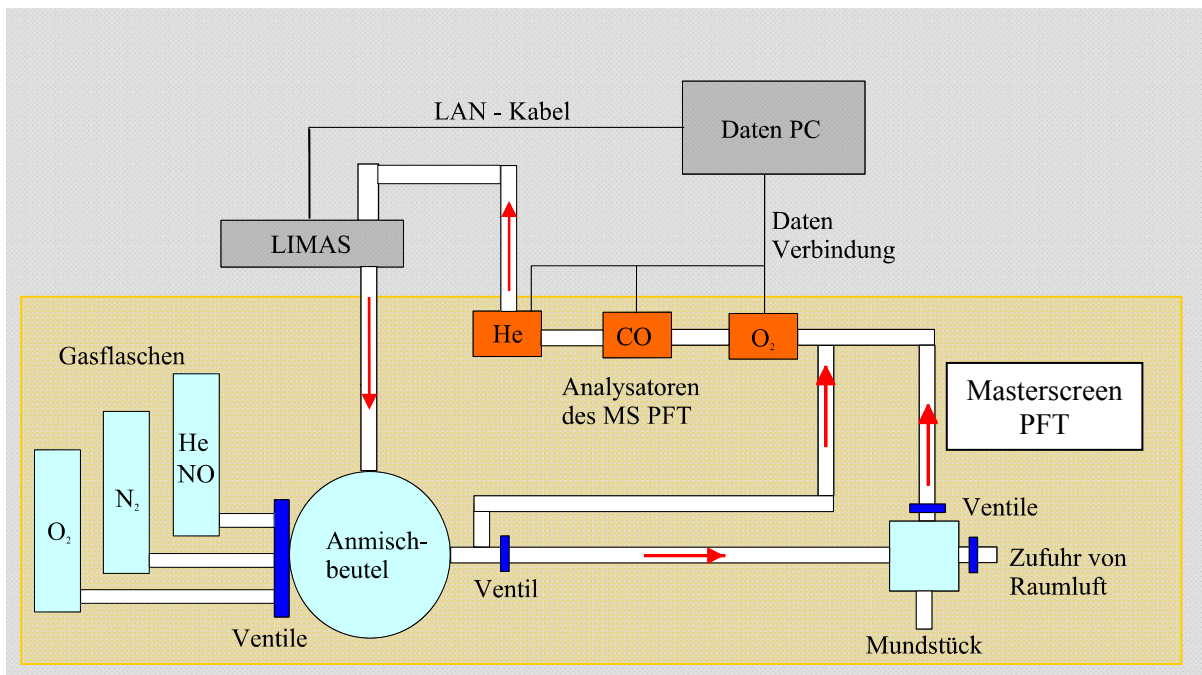 LAN - Kabel
Daten PC
LIMAS
Daten
Verbindung
He
CO
O₂
Gasflaschen
Analysatoren
des MS PFT
Masterscreen
PFT
He
NO
N₂
O₂
Anmisch-
beutel
Ventile
Ventil
Ventile
Zufuhr von
Raumluft
Mundstück